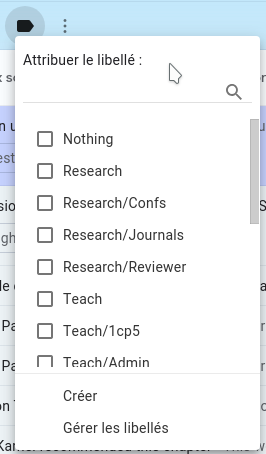 Attribuer le libellé :
Nothing
Research
Research/Confs
Research/Journals
Research/Reviewer
Teach
Teach/1cp5
Teach/Admin
Créer
Gérer les libellés